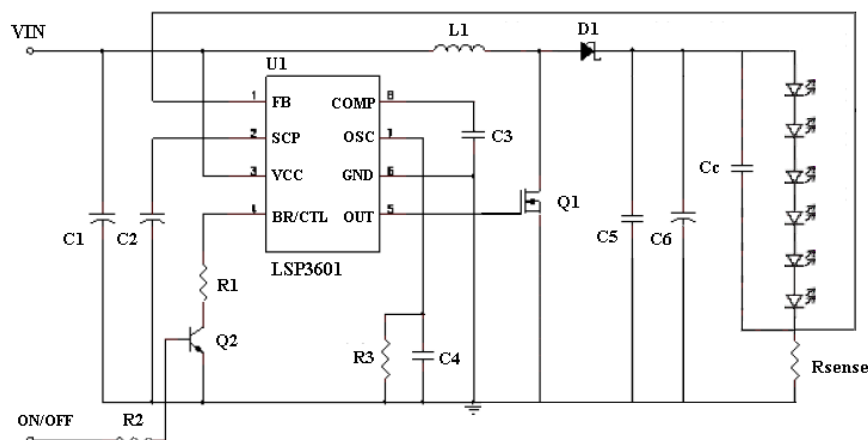 VIN
L1
D1
U1
1
FB
COMP
8
2
SCP
OSC
C3
3
VCC
GND
6
Cc
4
BR/CTL
OUT
5
Q1
C1
C2
C5
C6
LSP3601
R1
Q2
R3
C4
Rsense
ON/OFF
R2